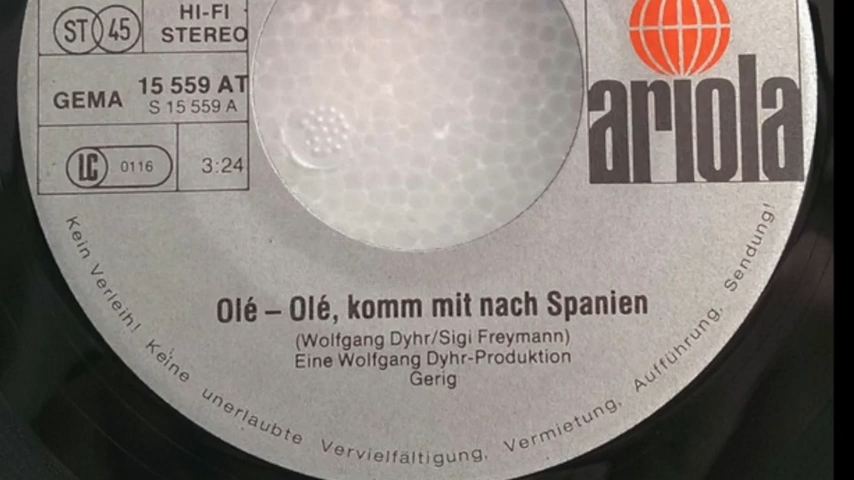 ST 45
HI-FI
STEREO
GEMA
15 559 AT
S 15 559 A
LC 0116
3:24
ariola
Olé – Olé, komm mit nach Spanien
(Wolfgang Dyhr/Sigi Freymann)
Eine Wolfgang Dyhr-Produktion
Gerig
Kein Verleih! Keine unerlaubte Vervielfältigung, Vermietung, Aufführung, Sendung!